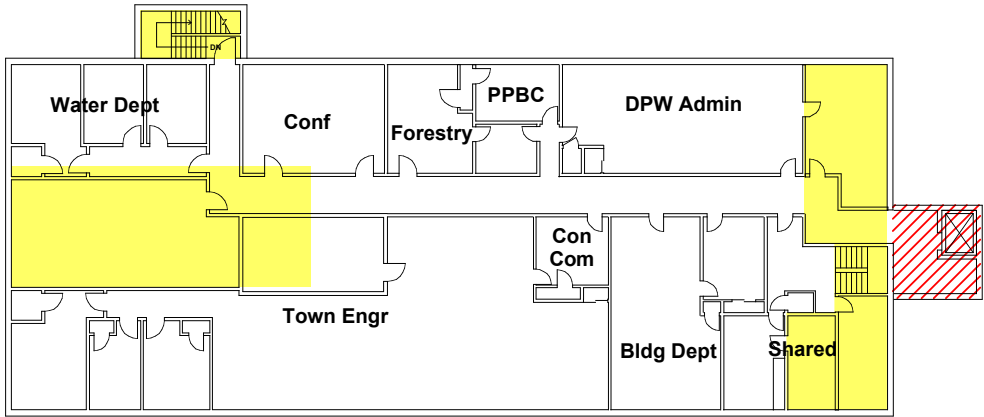 DN
Water Dept
Conf
Forestry
PPBC
DPW Admin
Con
Com
Town Engr
Bldg Dept
Shared